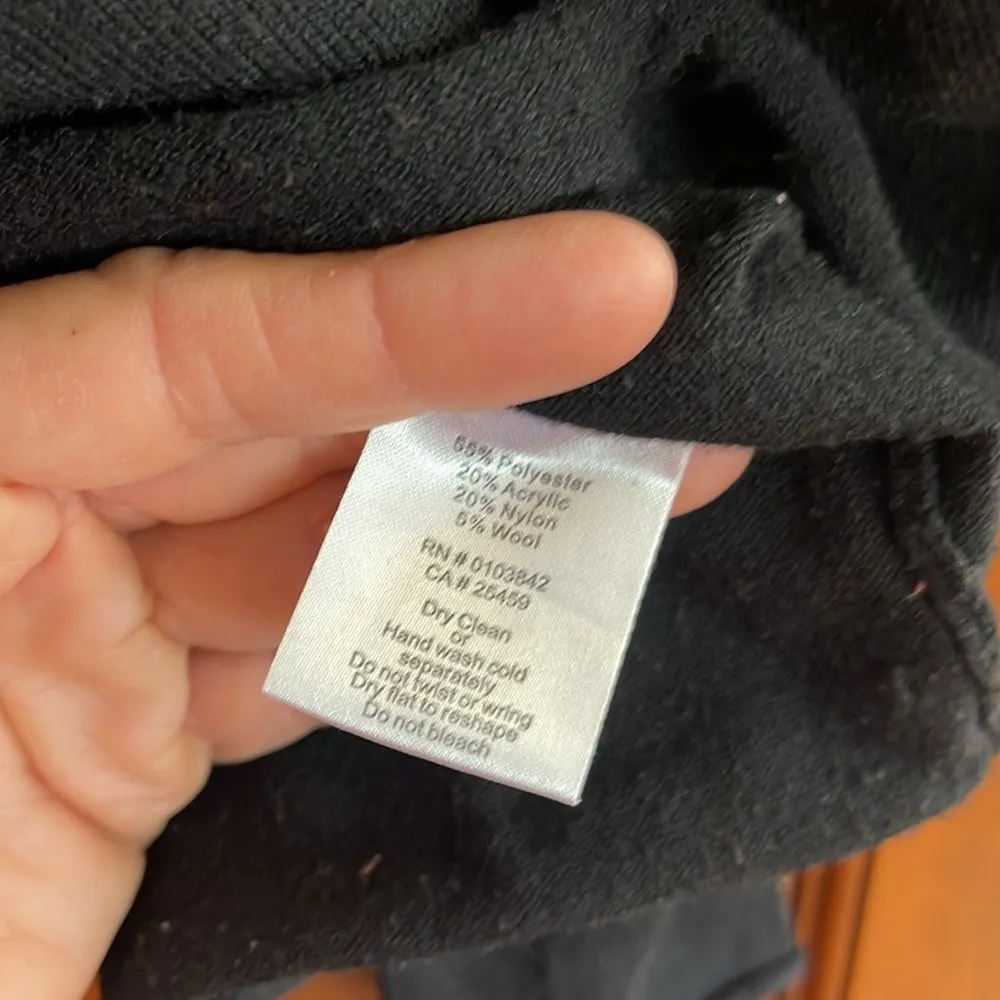 55% Polyester
20% Acrylic
20% Nylon
5% Wool
RN # 0103842
CA # 25459
Dry Clean
or
Hand wash cold
separately
Do not twist or wring
Dry flat to reshape
Do not bleach